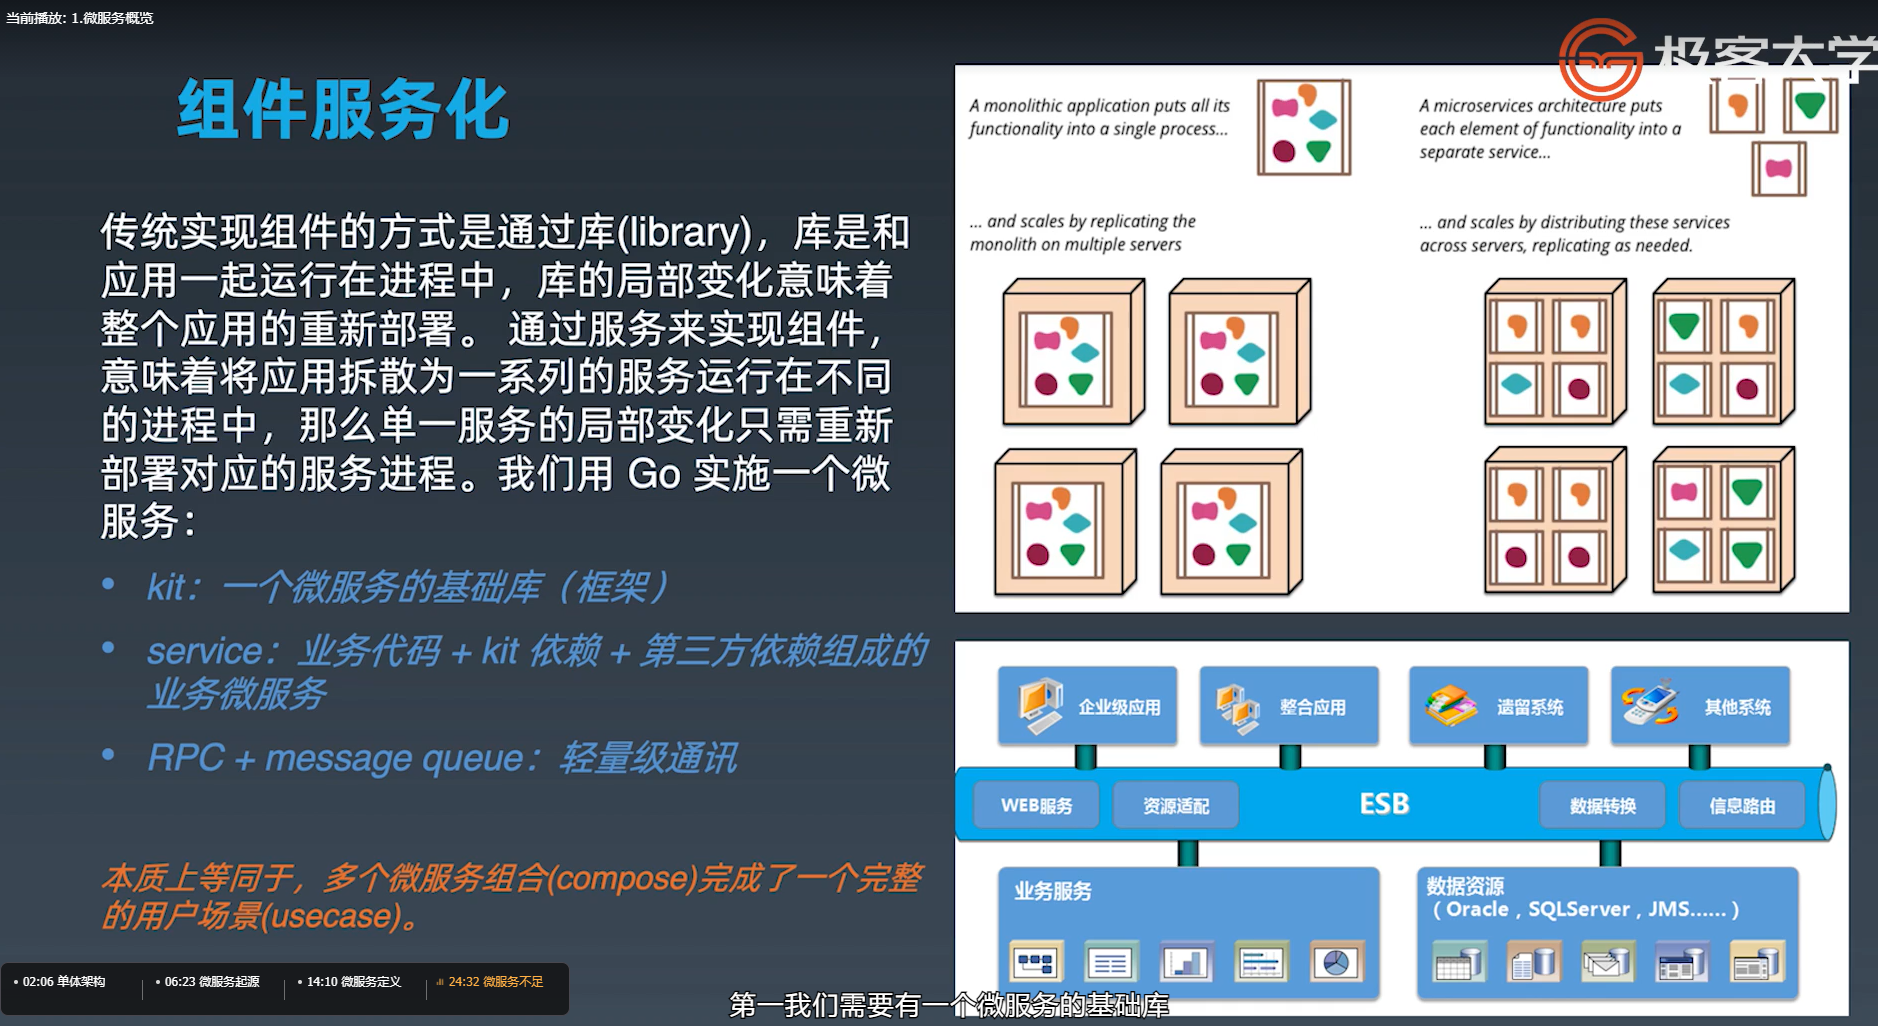 当前播放: 1.微服务概览
极客大学
组件服务化
传统实现组件的方式是通过库(library)，库是和
应用一起运行在进程中，库的局部变化意味着
整个应用的重新部署。 通过服务来实现组件，
意味着将应用拆散为一系列的服务运行在不同
的进程中，那么单一服务的局部变化只需重新
部署对应的服务进程。我们用 Go 实施一个微
服务：
• kit：一个微服务的基础库（框架）
• service：业务代码 + kit 依赖 + 第三方依赖组成的
业务微服务
• RPC + message queue：轻量级通讯
本质上等同于，多个微服务组合(compose)完成了一个完整
的用户场景(usecase)。
A monolithic application puts all its
functionality into a single process...
A microservices architecture puts
each element of functionality into a
separate service...
... and scales by replicating the
monolith on multiple servers
... and scales by distributing these services
across servers, replicating as needed.
企业级应用
整合应用
遗留系统
其他系统
WEB服务
资源适配
ESB
数据转换
信息路由
业务服务
数据资源
（Oracle，SQLServer，JMS……）
• 02:06 单体架构
• 06:23 微服务起源
• 14:10 微服务定义
24:32 微服务不足
第一我们需要有一个微服务的基础库